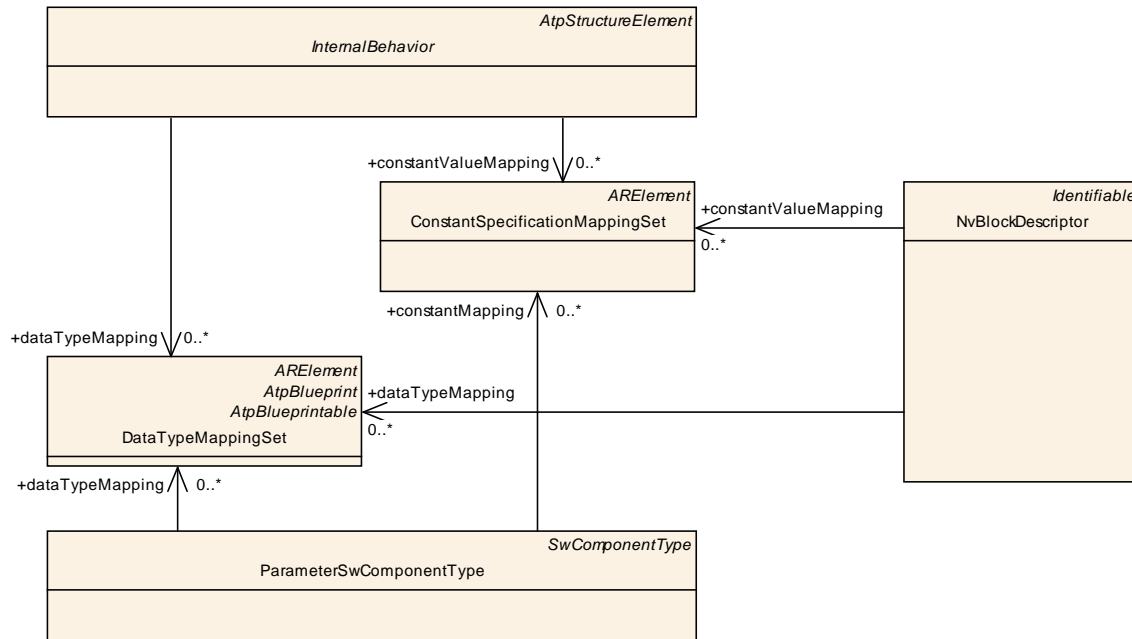 AtpStructureElement
InternalBehavior
+constantValueMapping 0..*
ARElement
ConstantSpecificationMappingSet
+constantValueMapping
0..*
Identifiable
NvBlockDescriptor
+constantMapping 0..*
+dataTypeMapping 0..*
ARElement
AtpBlueprint
AtpBlueprintable
DataTypeMappingSet
+dataTypeMapping
0..*
+dataTypeMapping 0..*
SwComponentType
ParameterSwComponentType